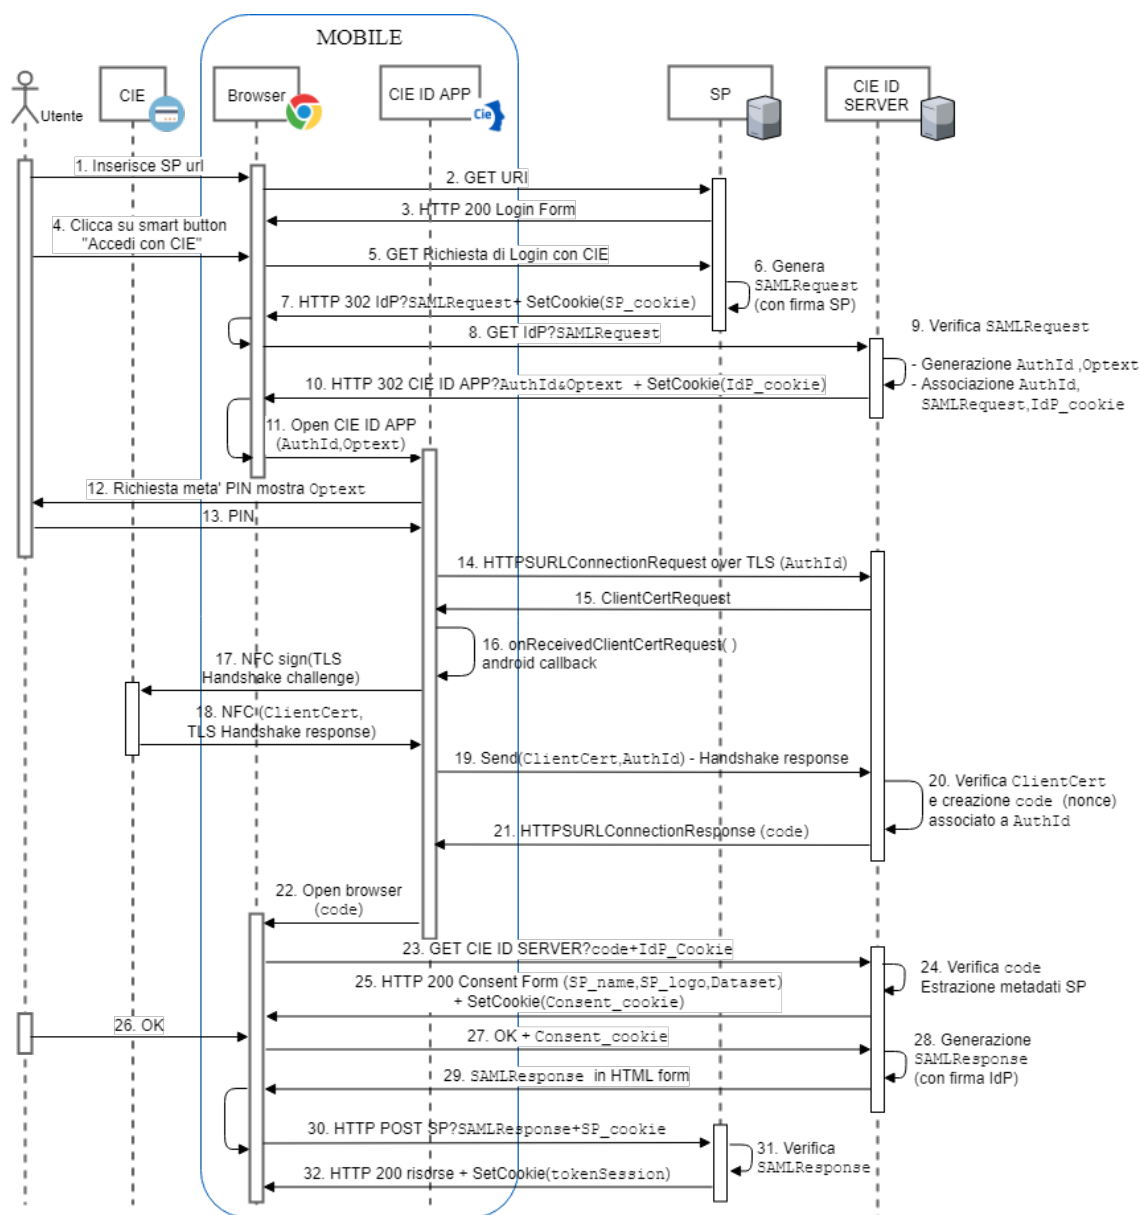 MOBILE
Utente
CIE
Browser
CIE ID APP
Cie
SP
CIE ID
SERVER
1. Inserisce SP url
2. GET URI
3. HTTP 200 Login Form
4. Clicca su smart button
"Accedi con CIE"
5. GET Richiesta di Login con CIE
6. Genera
SAMLRequest
(con firma SP)
7. HTTP 302 IdP?SAMLRequest+ SetCookie(SP_cookie)
8. GET IdP?SAMLRequest
9. Verifica SAMLRequest
- Generazione AuthId ,Optext
- Associazione AuthId,
SAMLRequest,IdP_cookie
10. HTTP 302 CIE ID APP?AuthId&Optext + SetCookie(IdP_cookie)
11. Open CIE ID APP
(AuthId,Optext)
12. Richiesta meta' PIN mostra Optext
13. PIN
14. HTTPSURLConnectionRequest over TLS (AuthId)
15. ClientCertRequest
16. onReceivedClientCertRequest( )
android callback
17. NFC sign(TLS
Handshake challenge)
18. NFC (ClientCert,
TLS Handshake response)
19. Send(ClientCert,AuthId) - Handshake response
20. Verifica ClientCert
e creazione code (nonce)
associato a AuthId
21. HTTPSURLConnectionResponse (code)
22. Open browser
(code)
23. GET CIE ID SERVER?code+IdP_Cookie
24. Verifica code
Estrazione metadati SP
25. HTTP 200 Consent Form (SP_name,SP_logo,Dataset)
+ SetCookie(Consent_cookie)
26. OK
27. OK + Consent_cookie
28. Generazione
SAMLResponse
(con firma IdP)
29. SAMLResponse in HTML form
30. HTTP POST SP?SAMLResponse+SP_cookie
31. Verifica
SAMLResponse
32. HTTP 200 risorse + SetCookie(tokenSession)